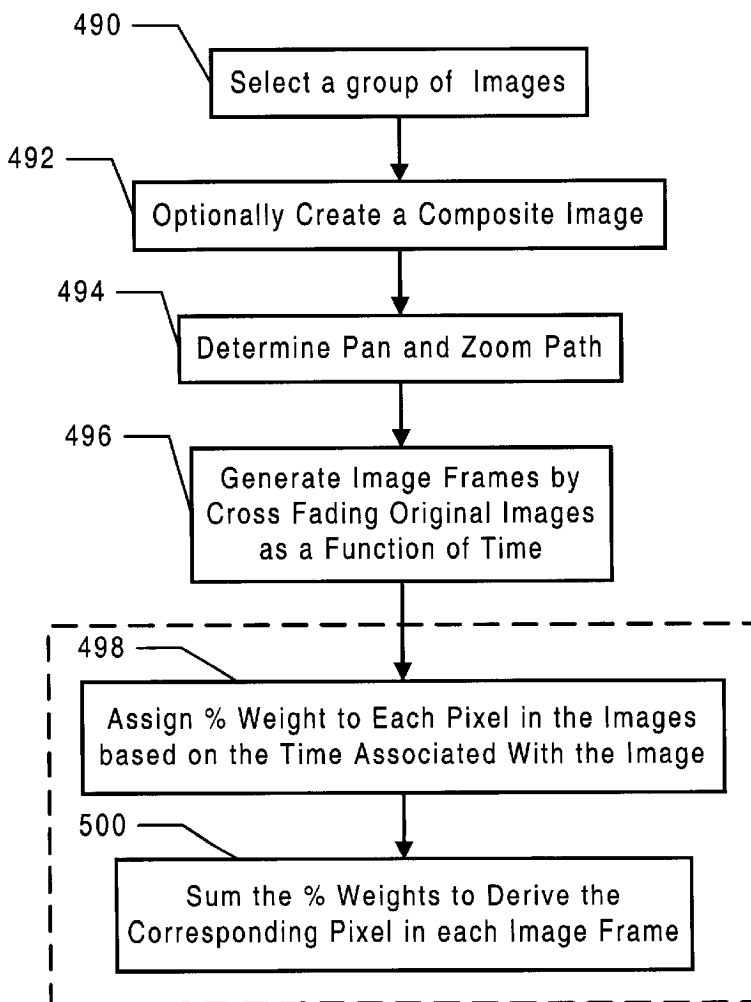 490
Select a group of Images
492
Optionally Create a Composite Image
494
Determine Pan and Zoom Path
496
Generate Image Frames by
Cross Fading Original Images
as a Function of Time
498
Assign % Weight to Each Pixel in the Images
based on the Time Associated With the Image
500
Sum the % Weights to Derive the
Corresponding Pixel in each Image Frame